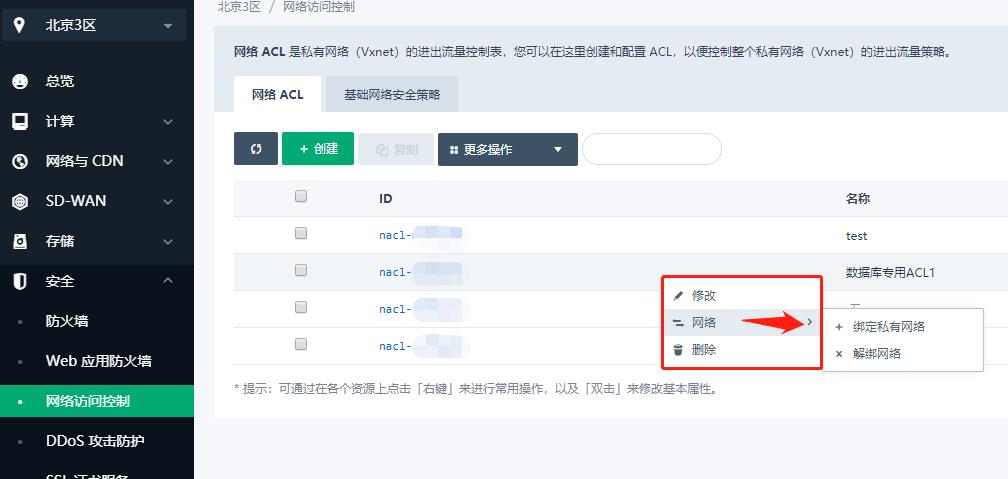 北京3区
总览
计算
网络与 CDN
SD-WAN
存储
安全
防火墙
Web 应用防火墙
网络访问控制
DDoS 攻击防护
北京3区 / 网络访问控制
网络 ACL 是私有网络（Vxnet）的进出流量控制表，您可以在这里创建和配置 ACL，以便控制整个私有网络（Vxnet）的进出流量策略。
网络 ACL 基础网络安全策略
+ 创建 复制 更多操作
ID 名称
nacl- test
nacl- 数据库专用ACL1
nacl-
nacl-
修改
网络
删除
+ 绑定私有网络
× 解绑网络
* 提示：可通过在各个资源上点击「右键」来进行常用操作，以及「双击」来修改基本属性。